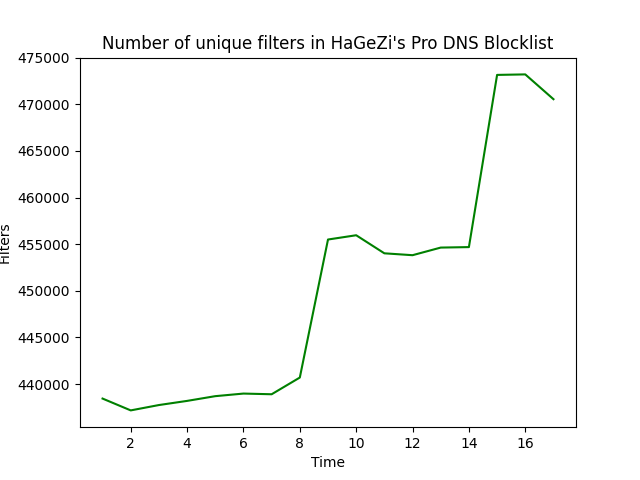 Number of unique filters in HaGeZi's Pro DNS Blocklist
475000
470000
465000
460000
455000
450000
445000
440000
Filters
2 4 6 8 10 12 14 16
Time